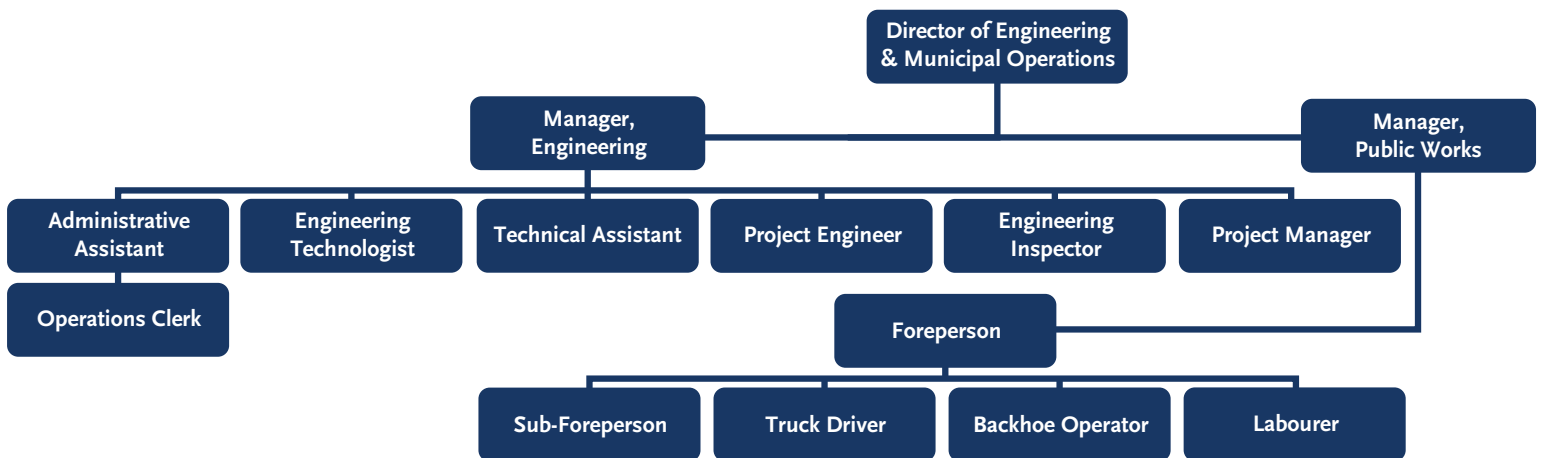 Director of Engineering
& Municipal Operations
Manager,
Engineering
Manager,
Public Works
Administrative
Assistant
Engineering
Technologist
Technical Assistant
Project Engineer
Engineering
Inspector
Project Manager
Operations Clerk
Foreperson
Sub-Foreperson
Truck Driver
Backhoe Operator
Labourer